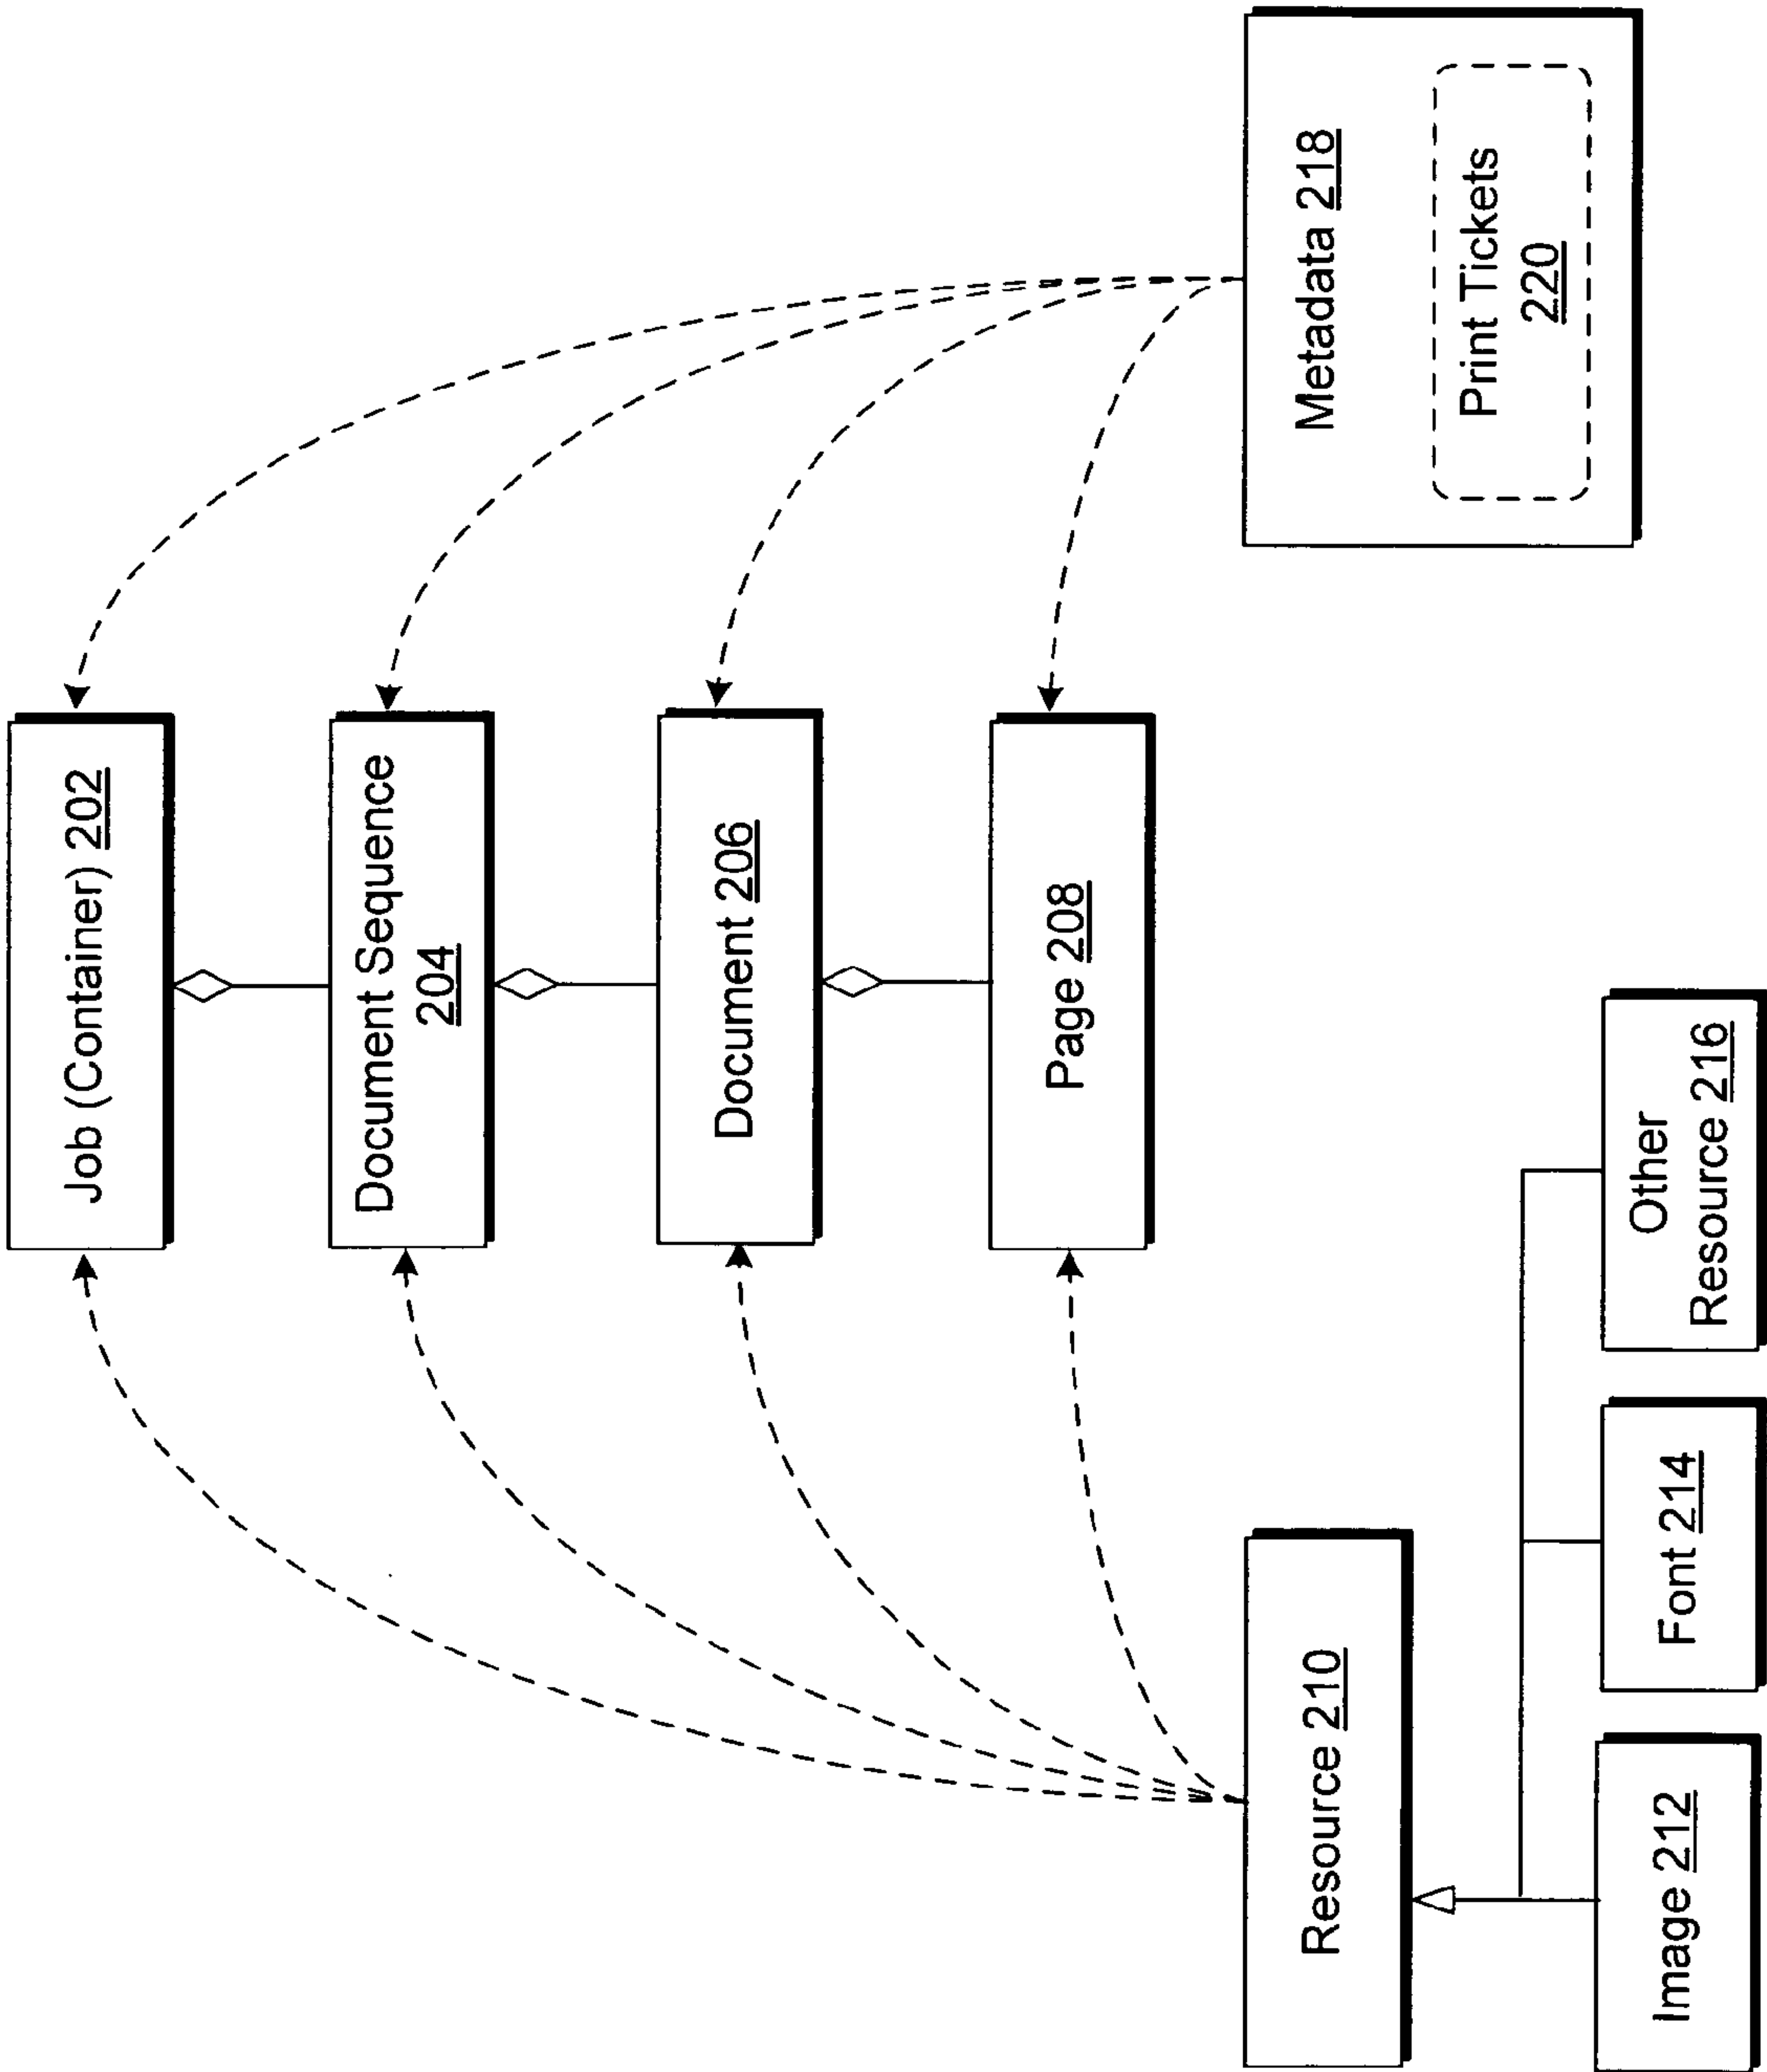 Job (Container) 202
Document Sequence
204
Document 206
Page 208
Resource 210
Image 212
Font 214
Other
Resource 216
Metadata 218
Print Tickets
220